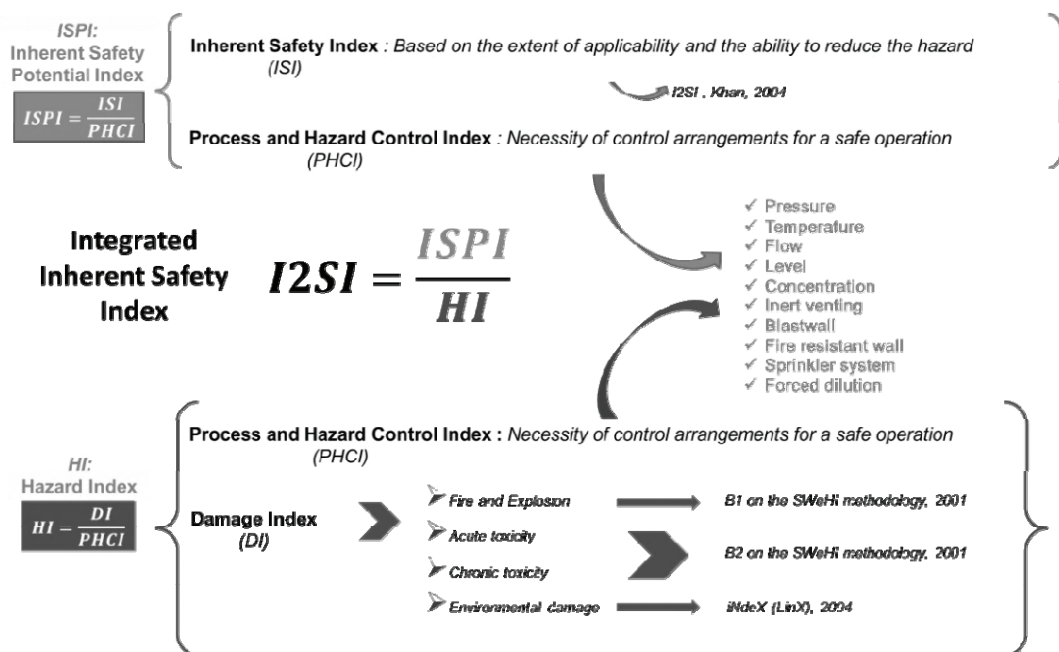 ISPI:
Inherent Safety
Potential Index
ISPI = ISI / PHCI
Inherent Safety Index : Based on the extent of applicability and the ability to reduce the hazard
(ISI)
I2SI , Khan, 2004
Process and Hazard Control Index : Necessity of control arrangements for a safe operation
(PHCI)
Integrated
Inherent Safety
Index
I2SI = ISPI / HI
✓ Pressure
✓ Temperature
✓ Flow
✓ Level
✓ Concentration
✓ Inert venting
✓ Blastwall
✓ Fire resistant wall
✓ Sprinkler system
✓ Forced dilution
HI:
Hazard Index
HI = DI / PHCI
Process and Hazard Control Index : Necessity of control arrangements for a safe operation
(PHCI)
Damage Index
(DI)
Fire and Explosion
Acute toxicity
Chronic toxicity
Environmental damage
B1 on the SWeHi methodology, 2001
B2 on the SWeHi methodology, 2001
iNdeX (LinX), 2004